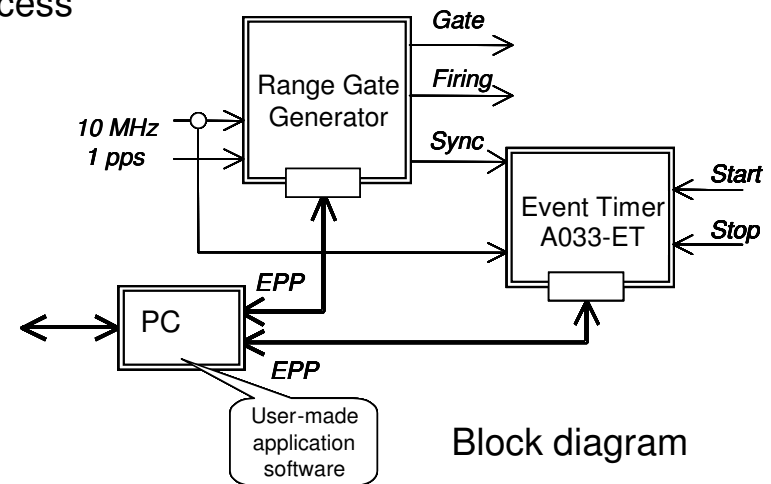 cess
Gate
Range Gate
Generator
Firing
10 MHz
1 pps
Sync
Start
Event Timer
A033-ET
Stop
EPP
PC
EPP
User-made
application
software
Block diagram